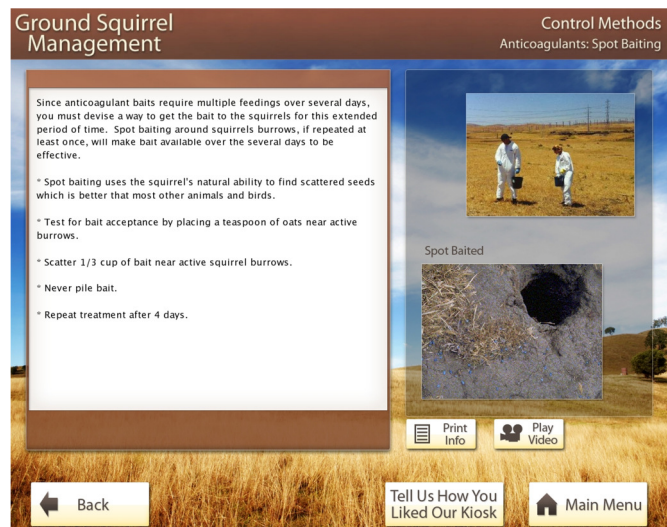 Ground Squirrel
Management
Control Methods
Anticoagulants: Spot Baiting
Since anticoagulant baits require multiple feedings over several days,
you must devise a way to get the bait to the squirrels for this extended
period of time.  Spot baiting around squirrels burrows, if repeated at
least once, will make bait available over the several days to be
effective.
* Spot baiting uses the squirrel's natural ability to find scattered seeds
which is better that most other animals and birds.
* Test for bait acceptance by placing a teaspoon of oats near active
burrows.
* Scatter 1/3 cup of bait near active squirrel burrows.
* Never pile bait.
* Repeat treatment after 4 days.
Spot Baited
Print
Info
Play
Video
Back
Tell Us How You
Liked Our Kiosk
Main Menu